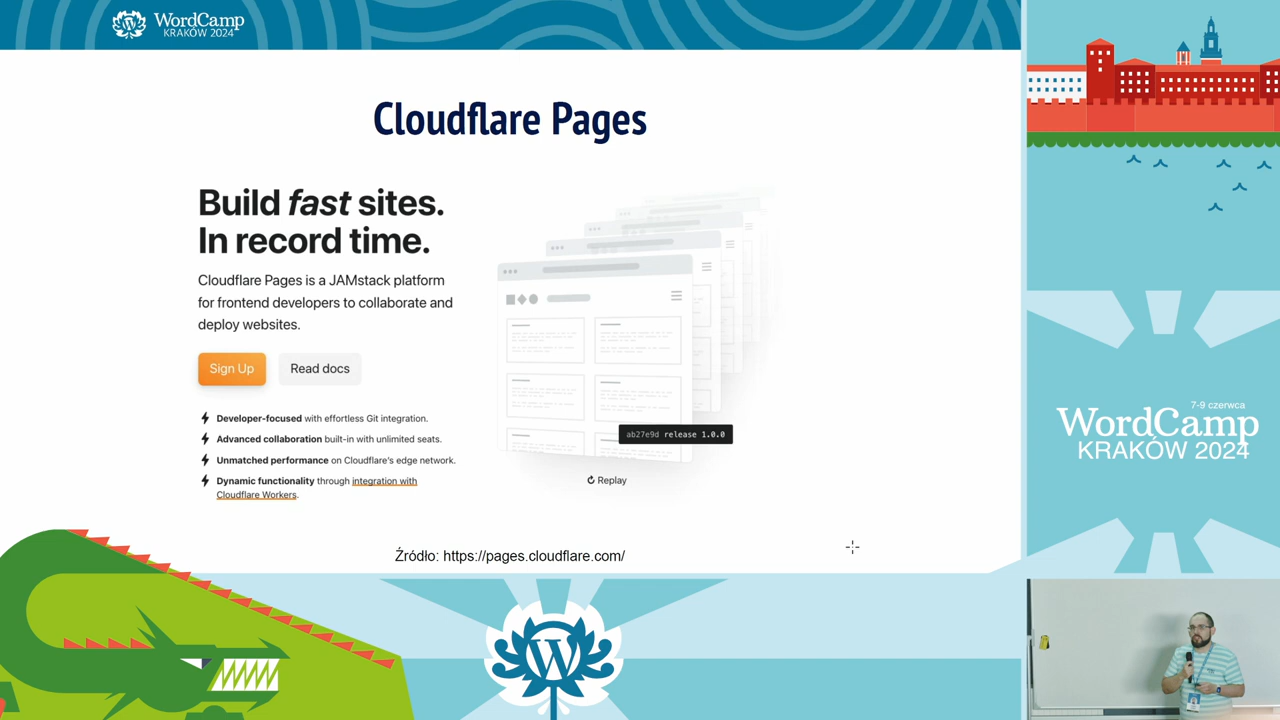 WordCamp
KRAKÓW 2024
Cloudflare Pages
Build fast sites.
In record time.
Cloudflare Pages is a JAMstack platform
for frontend developers to collaborate and
deploy websites.
Sign Up
Read docs
Developer-focused with effortless Git integration.
Advanced collaboration built-in with unlimited seats.
Unmatched performance on Cloudflare's edge network.
Dynamic functionality through integration with
Cloudflare Workers.
ab27e9d release 1.0.0
Replay
Źródło: https://pages.cloudflare.com/
7-9 czerwca
WordCamp
KRAKÓW 2024
W